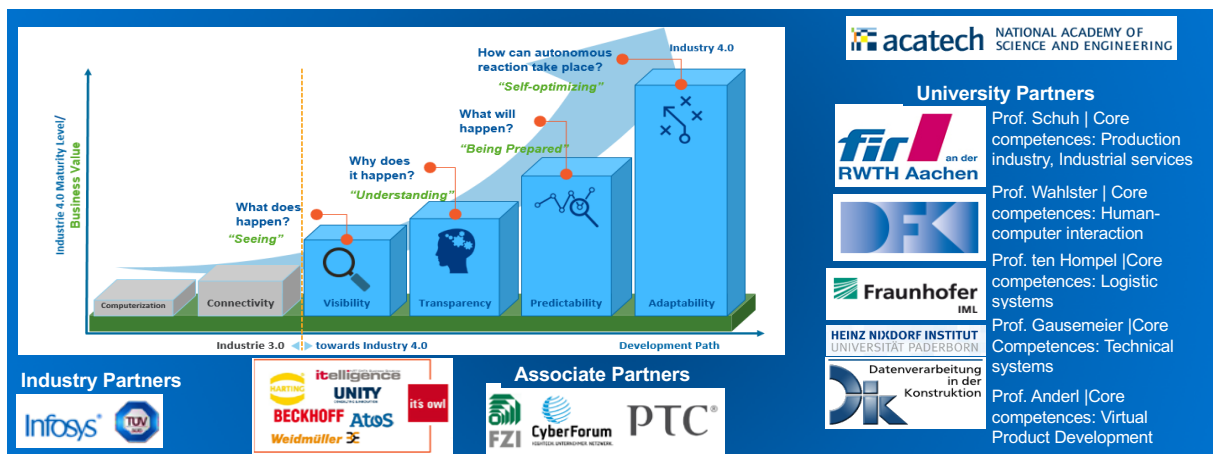 How can autonomous
reaction take place?
"Self-optimizing"
Industry 4.0
What will
happen?
"Being Prepared"
Why does
it happen?
"Understanding"
What does
happen?
"Seeing"
Industrie 4.0 Maturity Level/
Business Value
Computerization
Connectivity
Visibility
Transparency
Predictability
Adaptability
Industrie 3.0
towards Industry 4.0
Development Path
acatech
NATIONAL ACADEMY OF
SCIENCE AND ENGINEERING
University Partners
fir
an der
RWTH Aachen
Prof. Schuh | Core
competences: Production
industry, Industrial services
DFKI
Prof. Wahlster | Core
competences: Human-
computer interaction
Fraunhofer
IML
Prof. ten Hompel |Core
competences: Logistic
systems
HEINZ NIXDORF INSTITUT
UNIVERSITÄT PADERBORN
Prof. Gausemeier |Core
Competences: Technical
systems
Datenverarbeitung
in der
Konstruktion
DiK
Prof. Anderl |Core
competences: Virtual
Product Development
Industry Partners
Infosys®
TÜV
HARTING
itelligence
UNITY
BECKHOFF
Atos
Weidmüller
it's owl
Associate Partners
FZI
CyberForum
HIGHTECH.UNTERNEHMER.NETZWERK.
PTC®